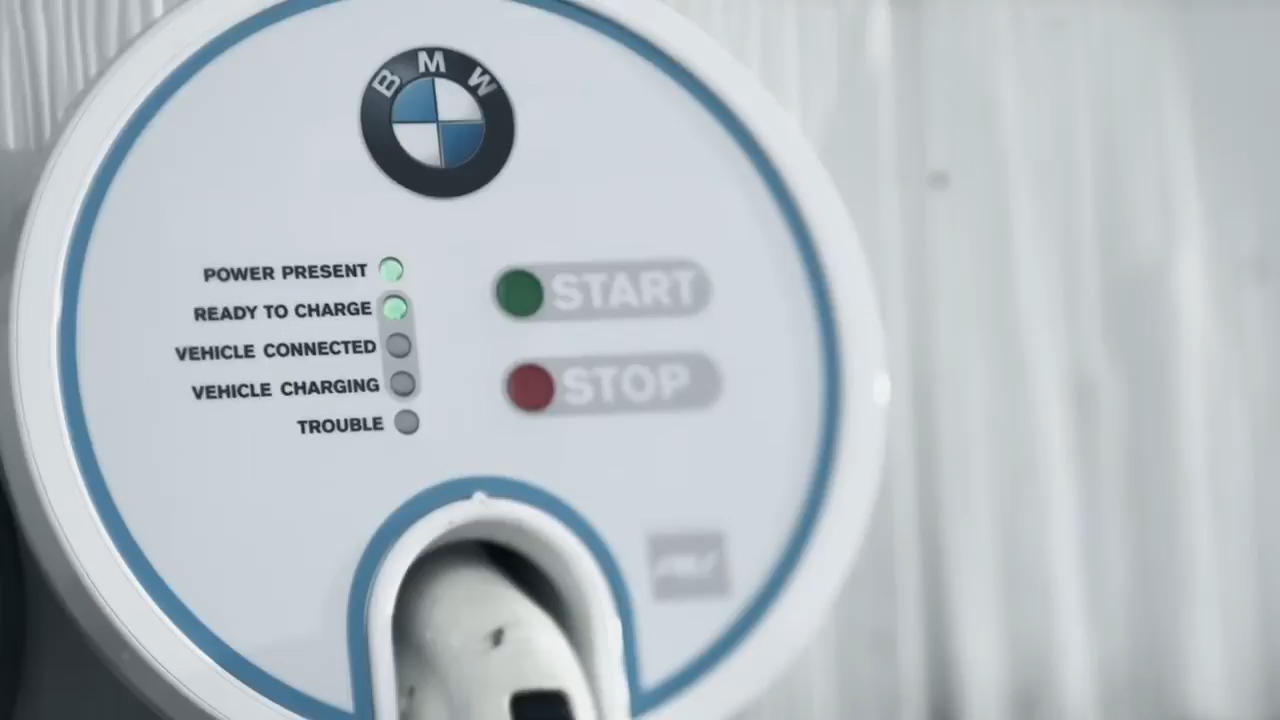 BMW
POWER PRESENT
READY TO CHARGE
VEHICLE CONNECTED
VEHICLE CHARGING
TROUBLE
START
STOP